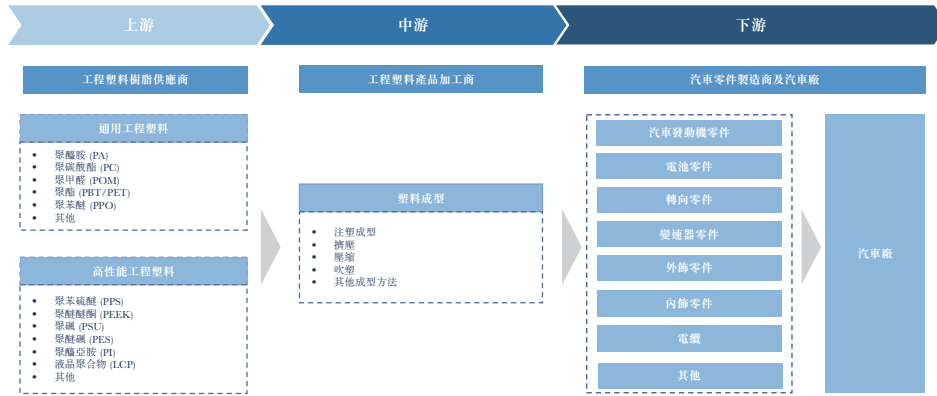 上游
中游
下游
工程塑料樹脂供應商
工程塑料產品加工商
汽車零件製造商及汽車廠
通用工程塑料
• 聚醯胺 (PA)
• 聚碳酸酯 (PC)
• 聚甲醛 (POM)
• 聚酯 (PBT/PET)
• 聚苯醚 (PPO)
• 其他
高性能工程塑料
• 聚苯硫醚 (PPS)
• 聚醚醚酮 (PEEK)
• 聚碸 (PSU)
• 聚醚碸 (PES)
• 聚醯亞胺 (PI)
• 液晶聚合物 (LCP)
• 其他
塑料成型
• 注塑成型
• 擠壓
• 壓縮
• 吹塑
• 其他成型方法
汽車發動機零件
電池零件
轉向零件
變速器零件
外飾零件
內飾零件
電纜
其他
汽車廠